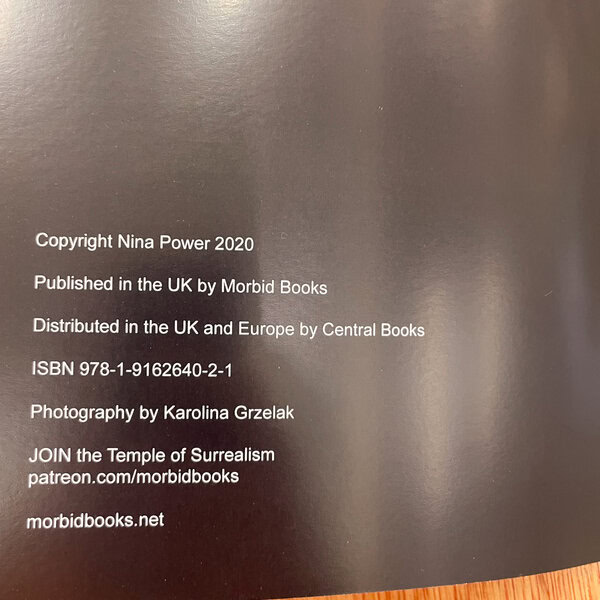 Copyright Nina Power 2020
Published in the UK by Morbid Books
Distributed in the UK and Europe by Central Books
ISBN 978-1-9162640-2-1
Photography by Karolina Grzelak
JOIN the Temple of Surrealism
patreon.com/morbidbooks
morbidbooks.net